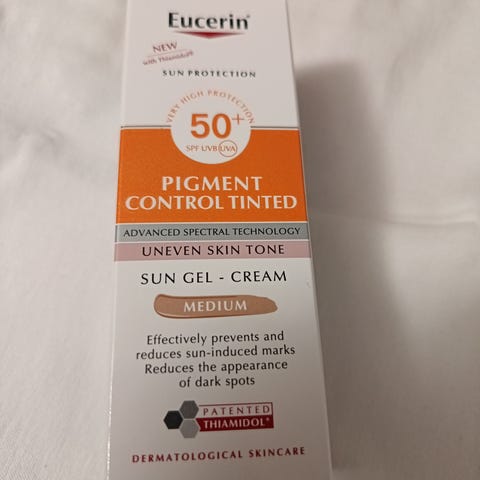 Eucerin®
NEW
with Thiamidol®
SUN PROTECTION
VERY HIGH PROTECTION
50+
SPF UVB UVA
PIGMENT
CONTROL TINTED
ADVANCED SPECTRAL TECHNOLOGY
UNEVEN SKIN TONE
SUN GEL - CREAM
MEDIUM
Effectively prevents and
reduces sun-induced marks
Reduces the appearance
of dark spots
PATENTED
THIAMIDOL®
DERMATOLOGICAL SKINCARE